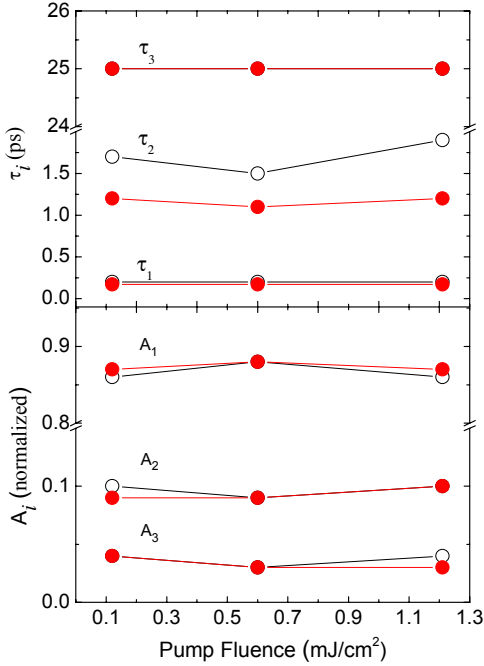 26
τ3
25
24
τ2
1.5
τi (ps)
1.0
0.5
τ1
0.0
A1
0.9
0.8
A2
0.1
Ai (normalized)
A3
0.0
0.1 0.3 0.6 0.7 0.9 1.1 1.3
Pump Fluence (mJ/cm²)